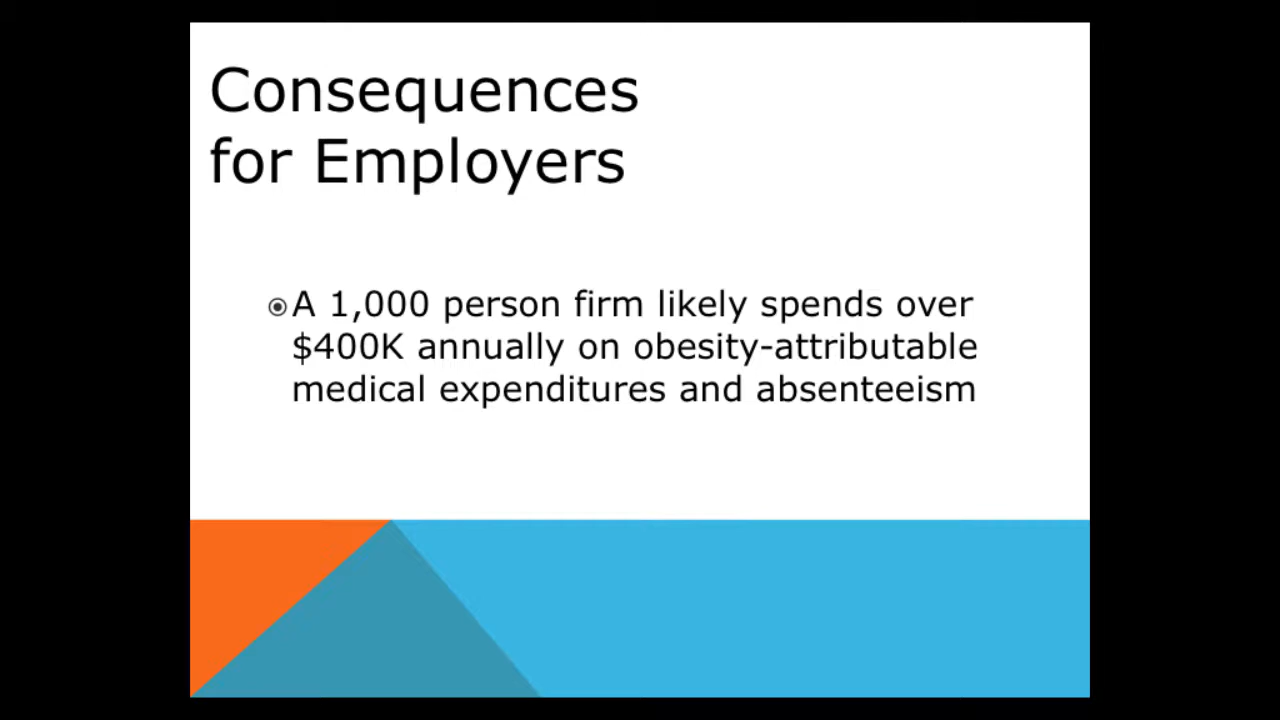 Consequences
for Employers
A 1,000 person firm likely spends over
$400K annually on obesity-attributable
medical expenditures and absenteeism